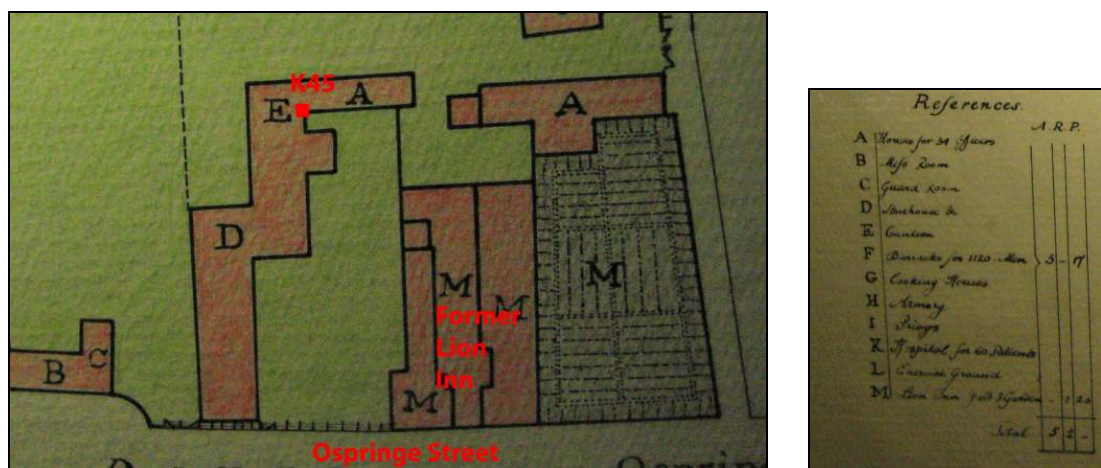 K45
E
A
A
D
M
M
M
Former
Lion
Inn
C
B
M
Ospringe Street
References.
A. R. P.
A Houses for 34 Officers
B Mess Room
C Guard Room
D Storehouse &c
E Canteen
F Barracks for 1120 Men 5 - 17
G Cooking Houses
H Armory
I Privys
K Hospital for 60 Patients
L Exercise Ground
M Lion Inn Yard & Garden - 1 23
Total 5 2 -